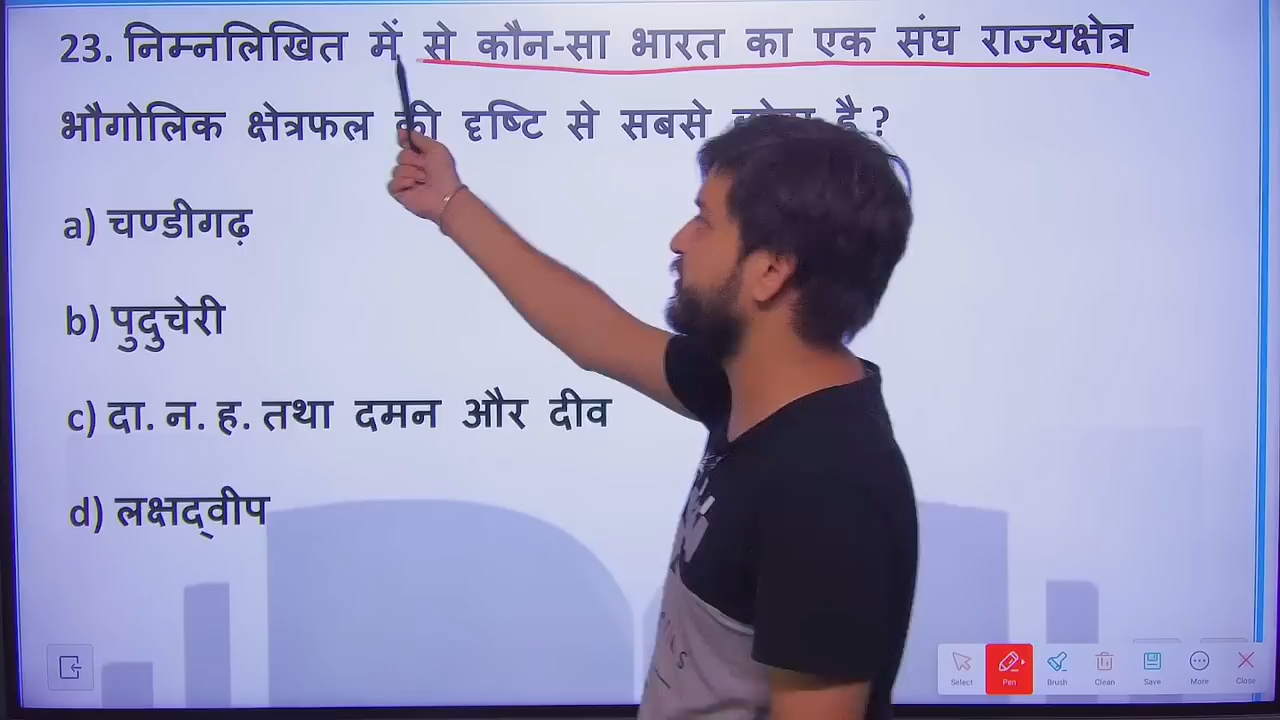 23. निम्नलिखित में से कौन-सा भारत का एक संघ राज्यक्षेत्र
भौगोलिक क्षेत्रफल की दृष्टि से सबसे है ?
a) चण्डीगढ़
b) पुदुचेरी
c) दा. न. ह. तथा दमन और दीव
d) लक्षद्वीप
Select Pen Brush Clean Save More Close